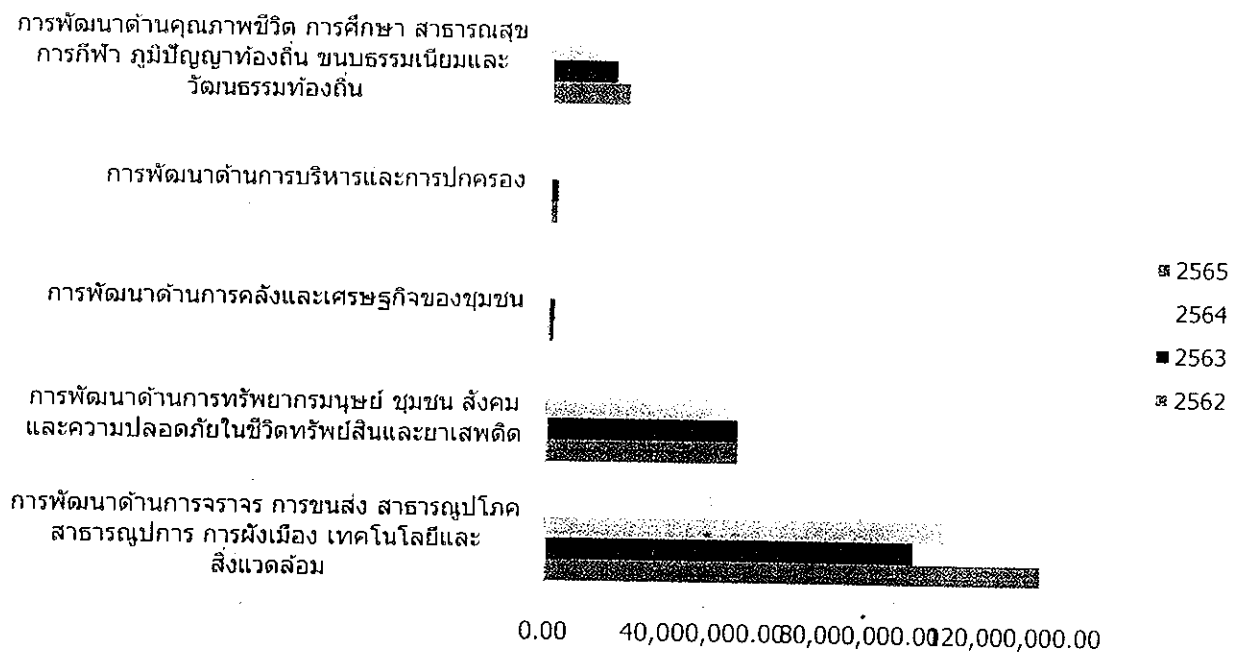 การพัฒนาด้านคุณภาพชีวิต การศึกษา สาธารณสุข
การกีฬา ภูมิปัญญาท้องถิ่น ขนบธรรมเนียมและ
วัฒนธรรมท้องถิ่น
การพัฒนาด้านการบริหารและการปกครอง
การพัฒนาด้านการคลังและเศรษฐกิจของชุมชน
การพัฒนาด้านการทรัพยากรมนุษย์ ชุมชน สังคม
และความปลอดภัยในชีวิตทรัพย์สินและยาเสพติด
การพัฒนาด้านการจราจร การขนส่ง สาธารณูปโภค
สาธารณูปการ การผังเมือง เทคโนโลยีและ
สิ่งแวดล้อม
0.00 40,000,000.00 80,000,000.00 120,000,000.00
2565
2564
2563
2562